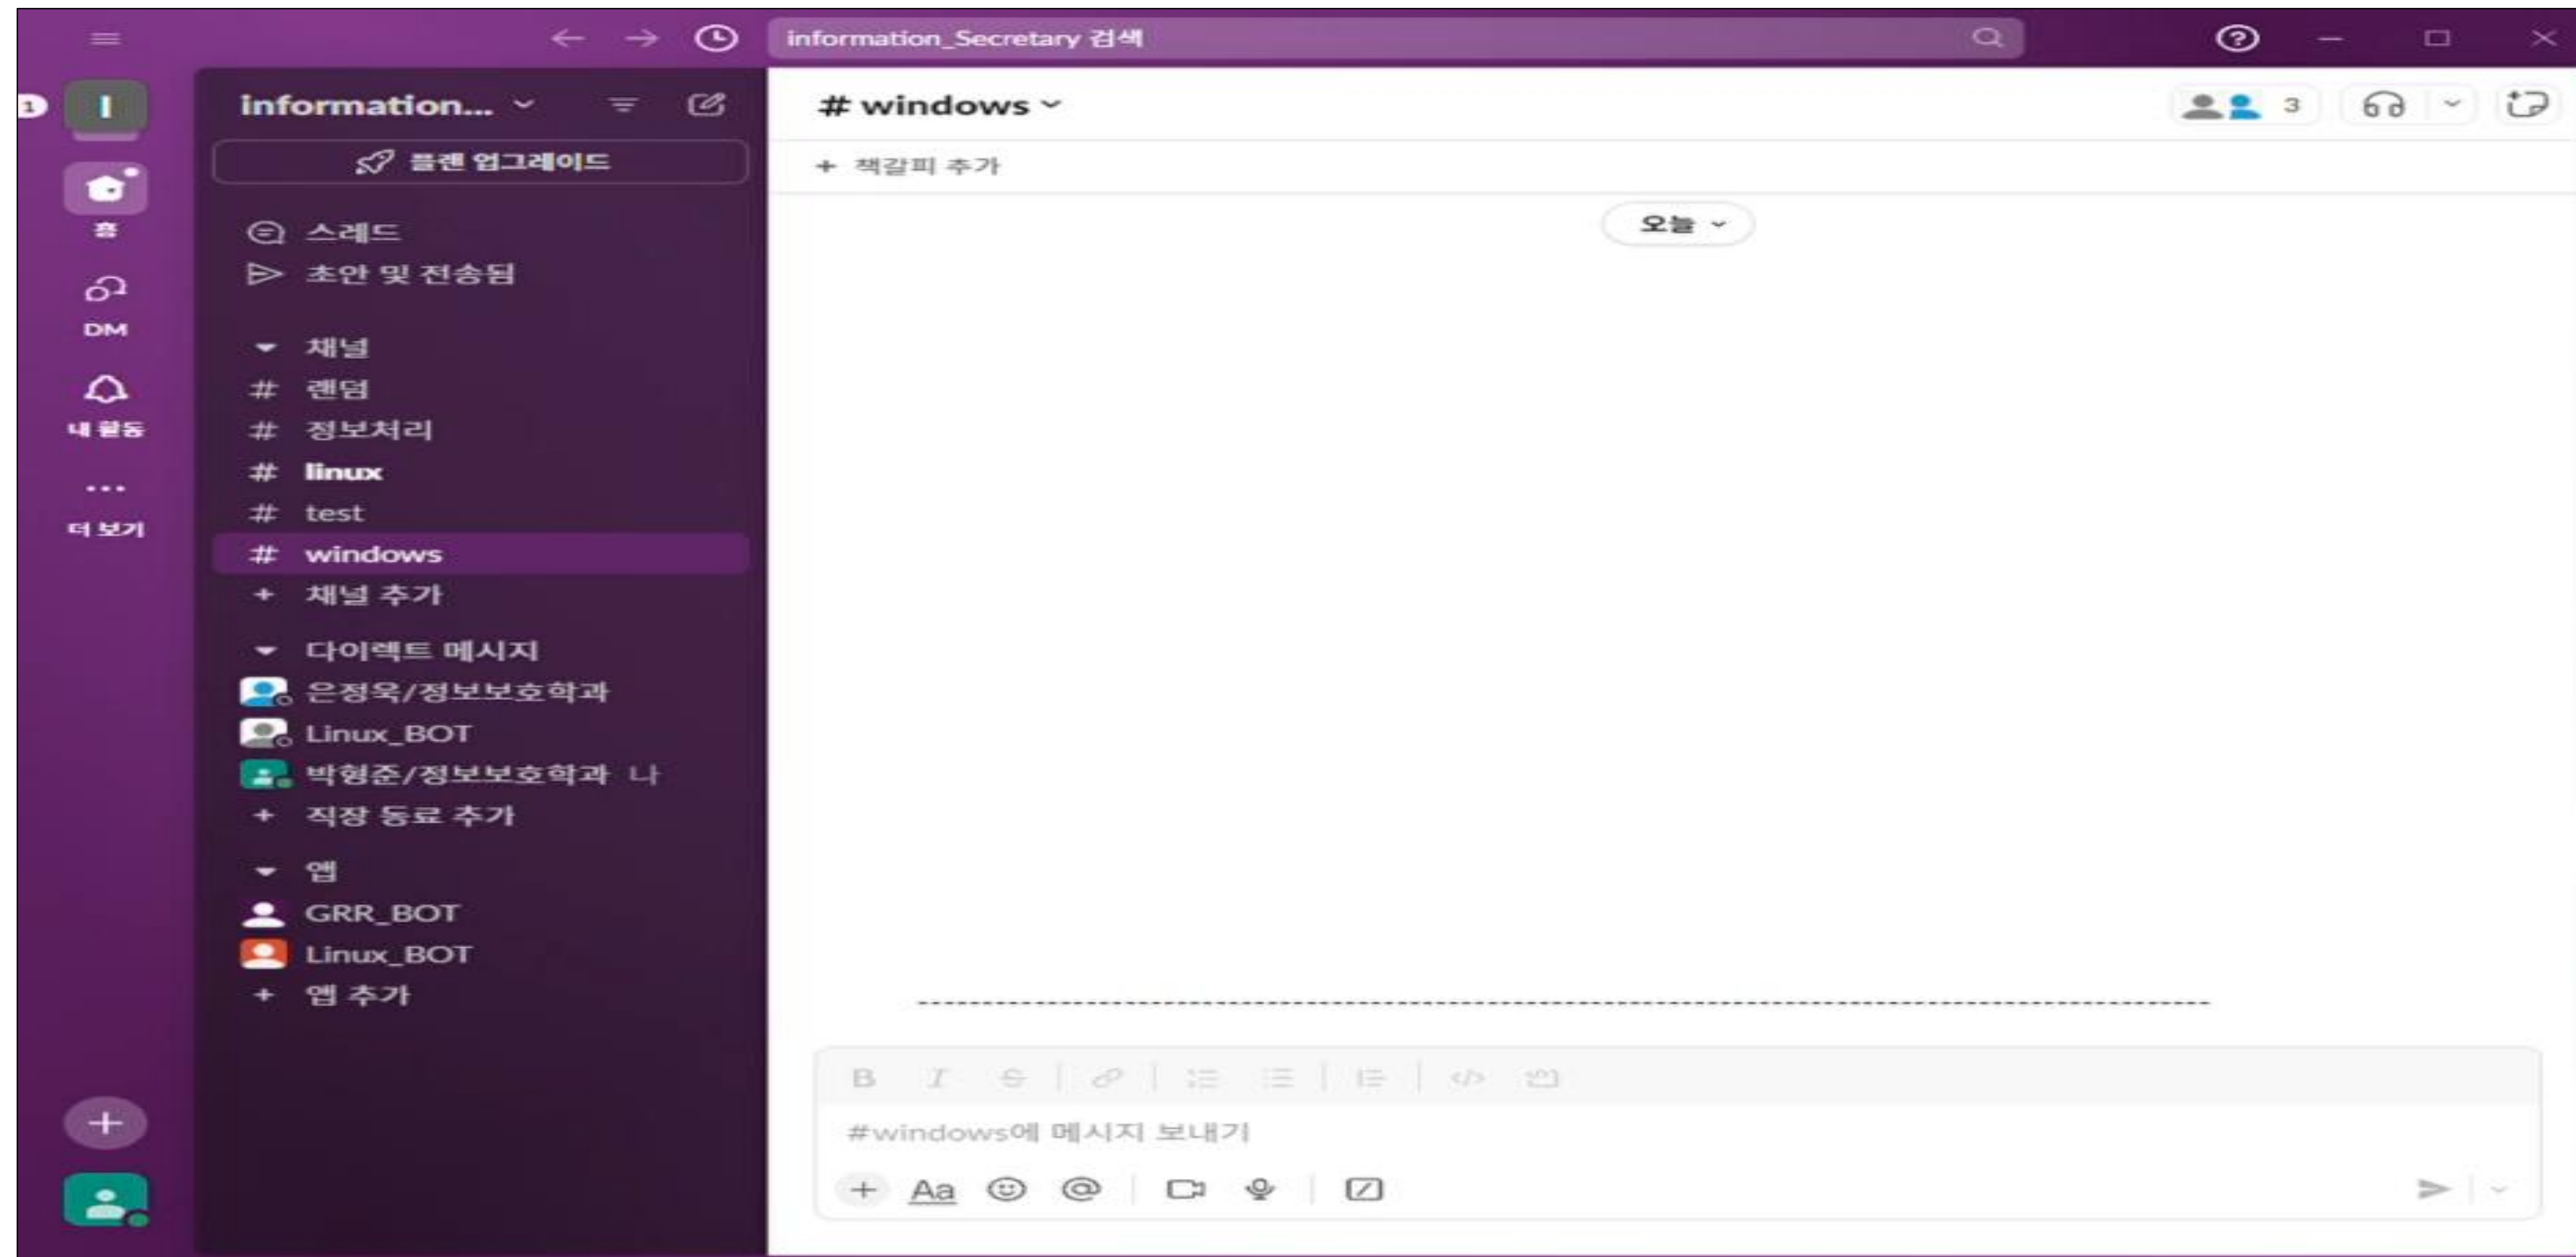 information_Secretary 검색
1
I
홈
DM
내 활동
더 보기
information...
플랜 업그레이드
스레드
초안 및 전송됨
채널
# 랜덤
# 정보처리
# linux
# test
# windows
+ 채널 추가
다이렉트 메시지
은정욱/정보보호학과
Linux_BOT
박형준/정보보호학과 나
+ 직장 동료 추가
앱
GRR_BOT
Linux_BOT
+ 앱 추가
# windows
3
+ 책갈피 추가
오늘
B I S
#windows에 메시지 보내기
+ Aa @